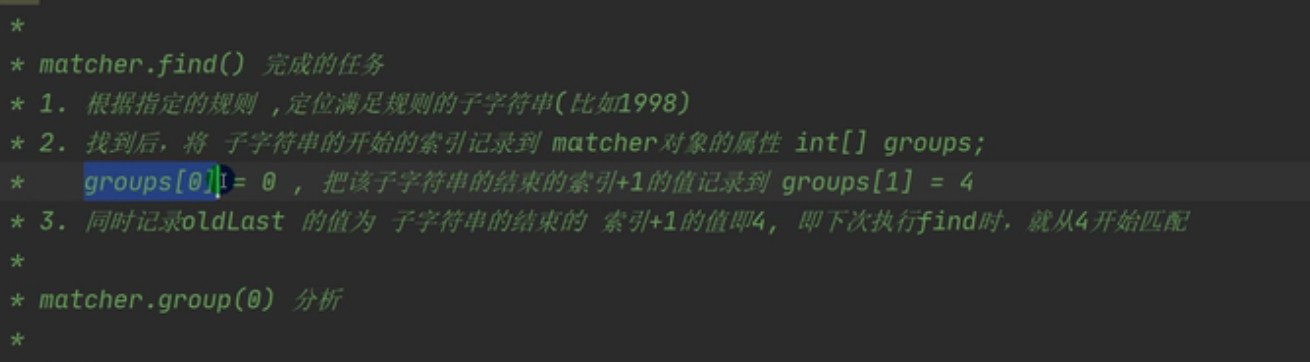 *
* matcher.find() 完成的任务
* 1. 根据指定的规则 ,定位满足规则的子字符串(比如1998)
* 2. 找到后，将 子字符串的开始的索引记录到 matcher对象的属性 int[] groups;
* groups[0] = 0 , 把该子字符串的结束的索引+1的值记录到 groups[1] = 4
* 3. 同时记录oldLast 的值为 子字符串的结束的 索引+1的值即4, 即下次执行find时，就从4开始匹配
*
* matcher.group(0) 分析
*